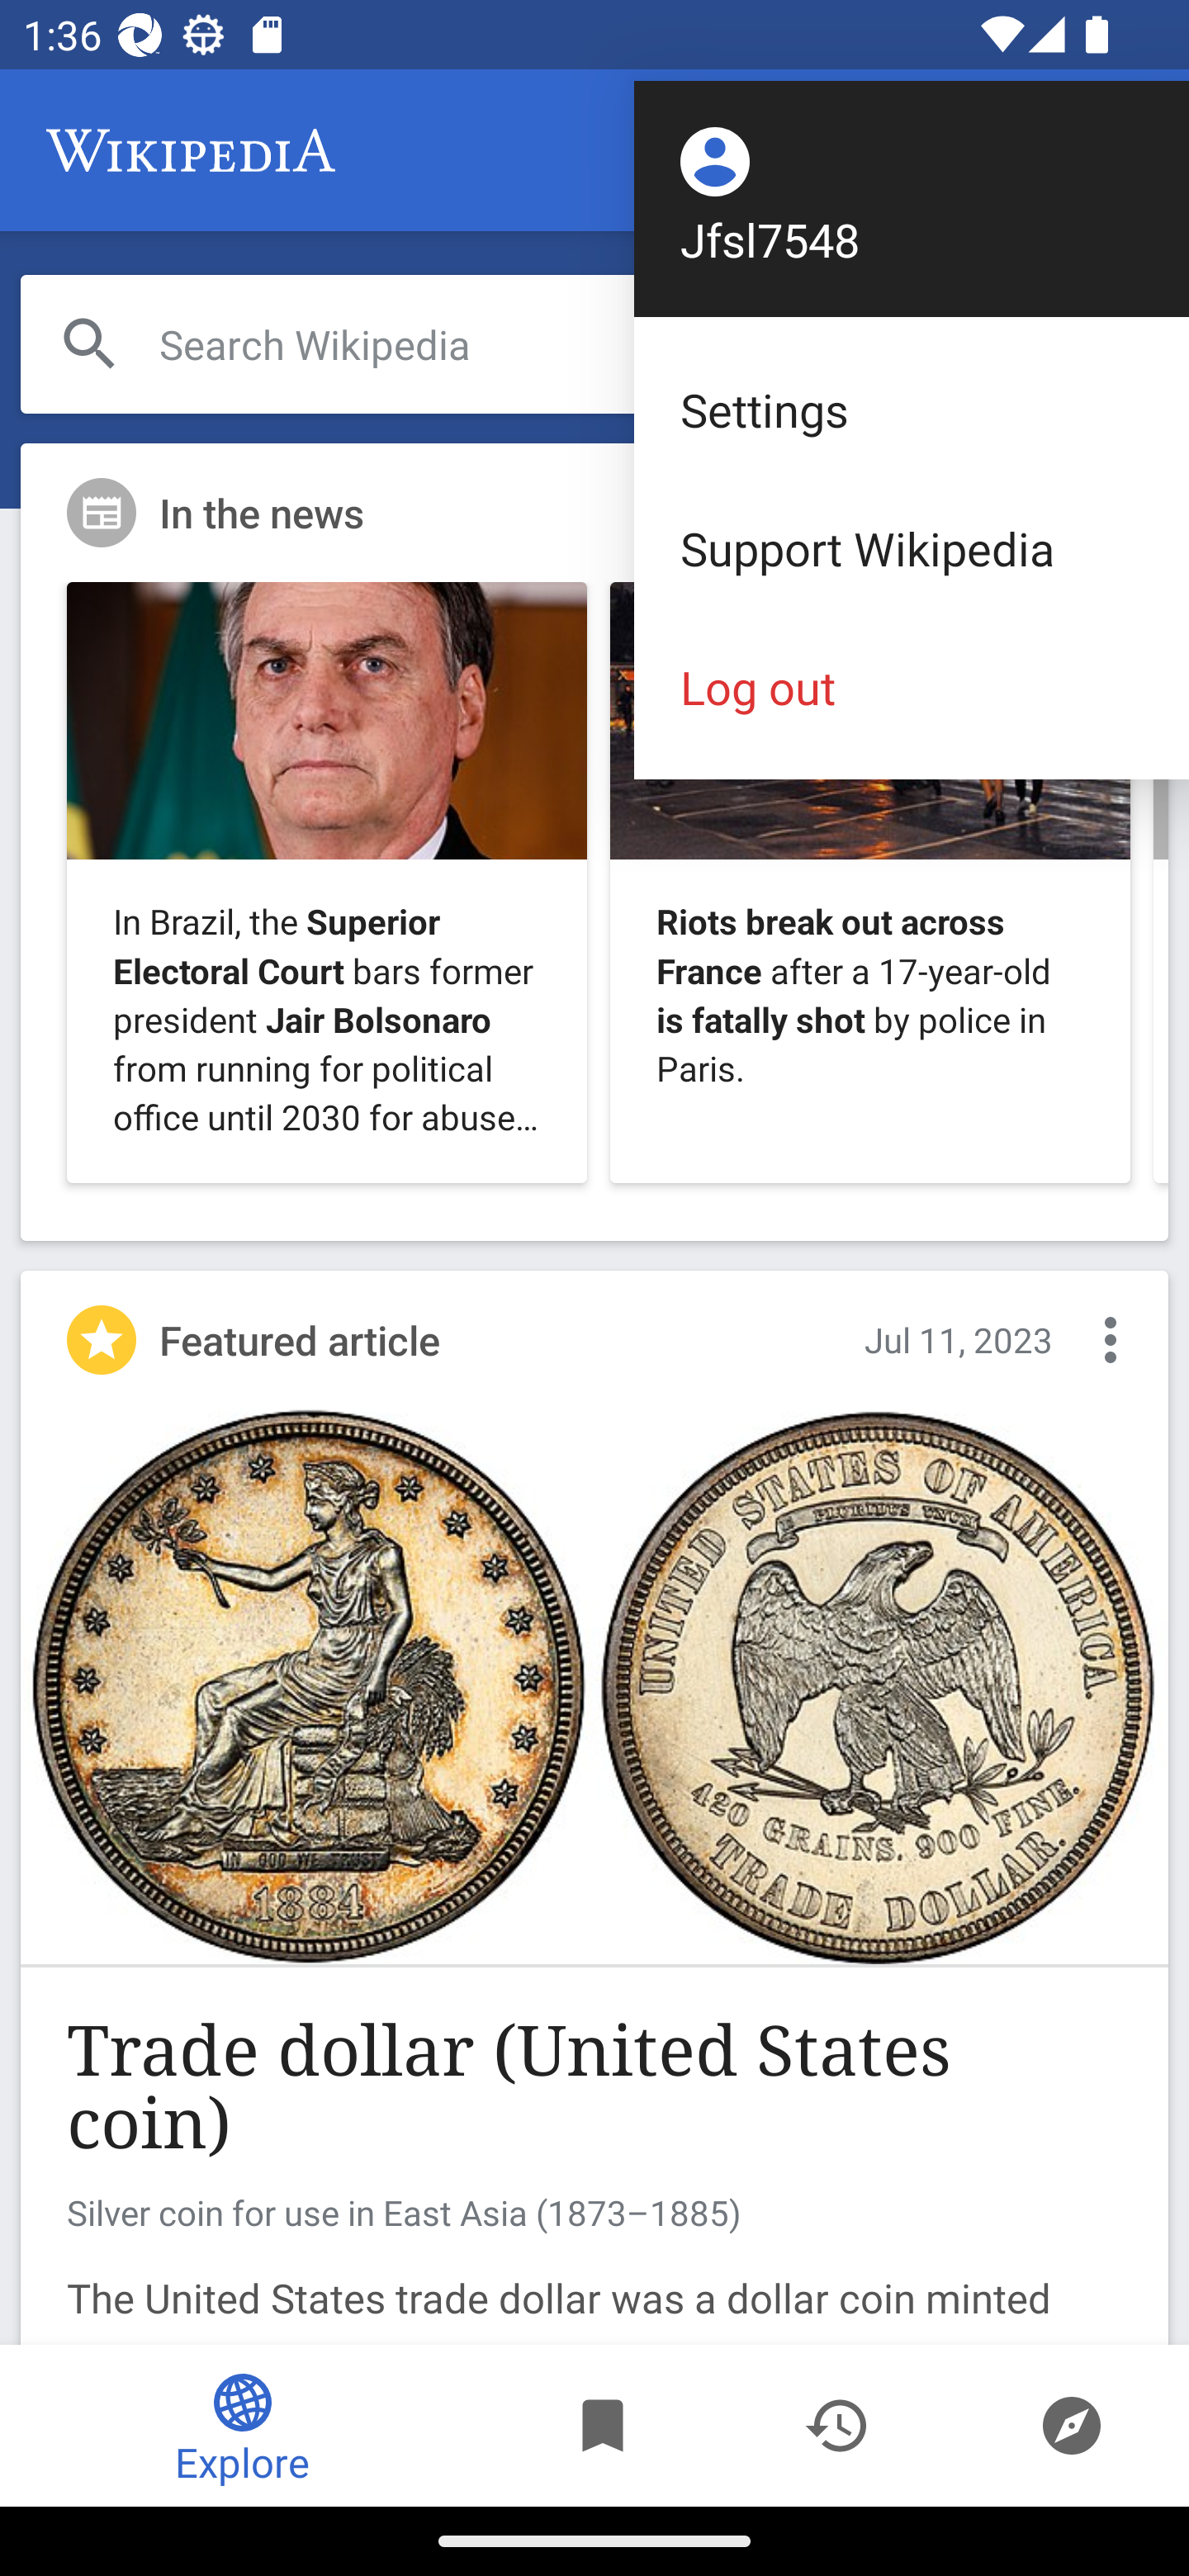 1:36
WIKIPEDIA
Jfsl7548
Search Wikipedia
Settings
Support Wikipedia
Log out
In the news
In Brazil, the Superior
Electoral Court bars former
president Jair Bolsonaro
from running for political
office until 2030 for abuse…
Riots break out across
France after a 17-year-old
is fatally shot by police in
Paris.
Featured article
Jul 11, 2023
IN GOD WE TRUST
1884
UNITED STATES OF AMERICA.
E PLURIBUS UNUM
420 GRAINS. 900 FINE.
TRADE DOLLAR.
Trade dollar (United States
coin)
Silver coin for use in East Asia (1873–1885)
The United States trade dollar was a dollar coin minted
Explore